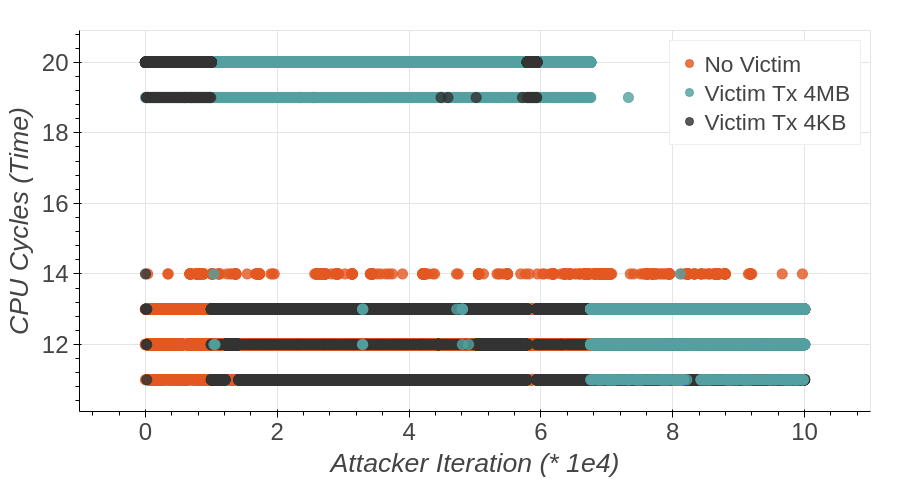 CPU Cycles (Time)
20
18
16
14
12
No Victim
Victim Tx 4MB
Victim Tx 4KB
0 2 4 6 8 10
Attacker Iteration (* 1e4)